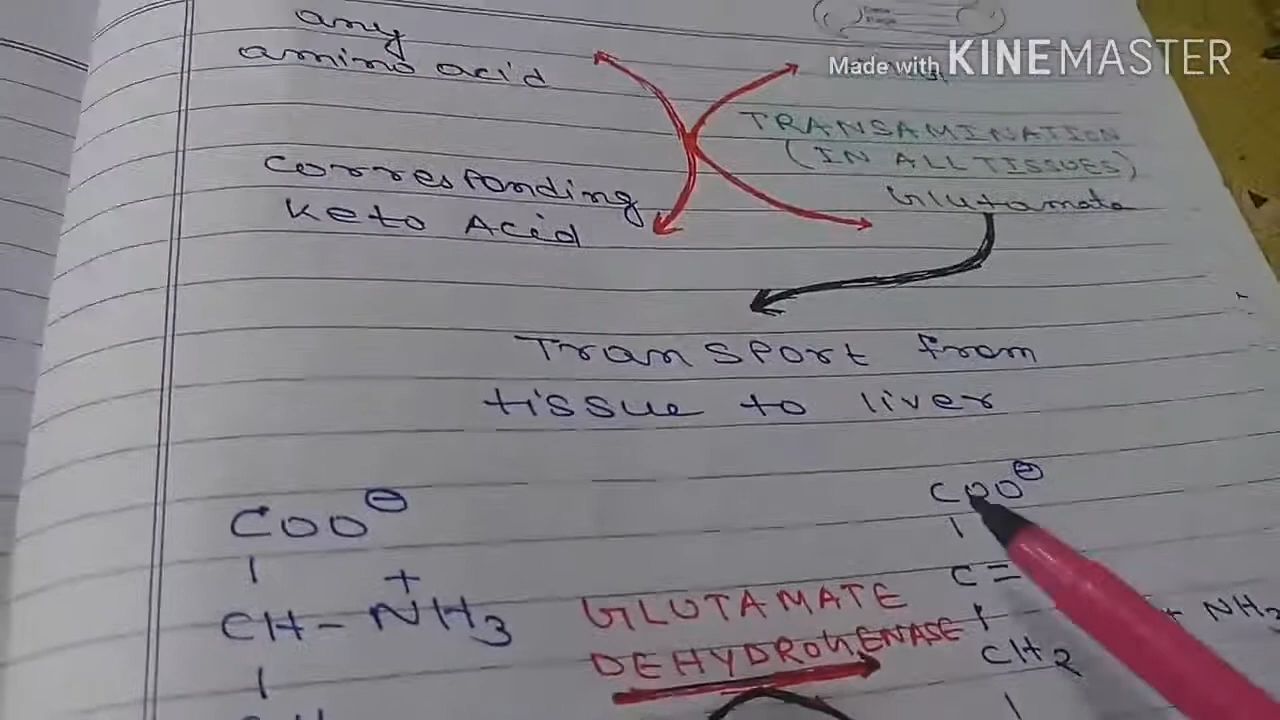 any
amino acid
Made with KINEMASTER
TRANSAMINATION
(IN ALL TISSUES)
corresponding
Keto Acid
Glutamate
Transport from
tissue to liver
COO⊖
COO⊖
+
CH-NH3
C=
GLUTAMATE
DEHYDROGENASE
+ NH3
CH2